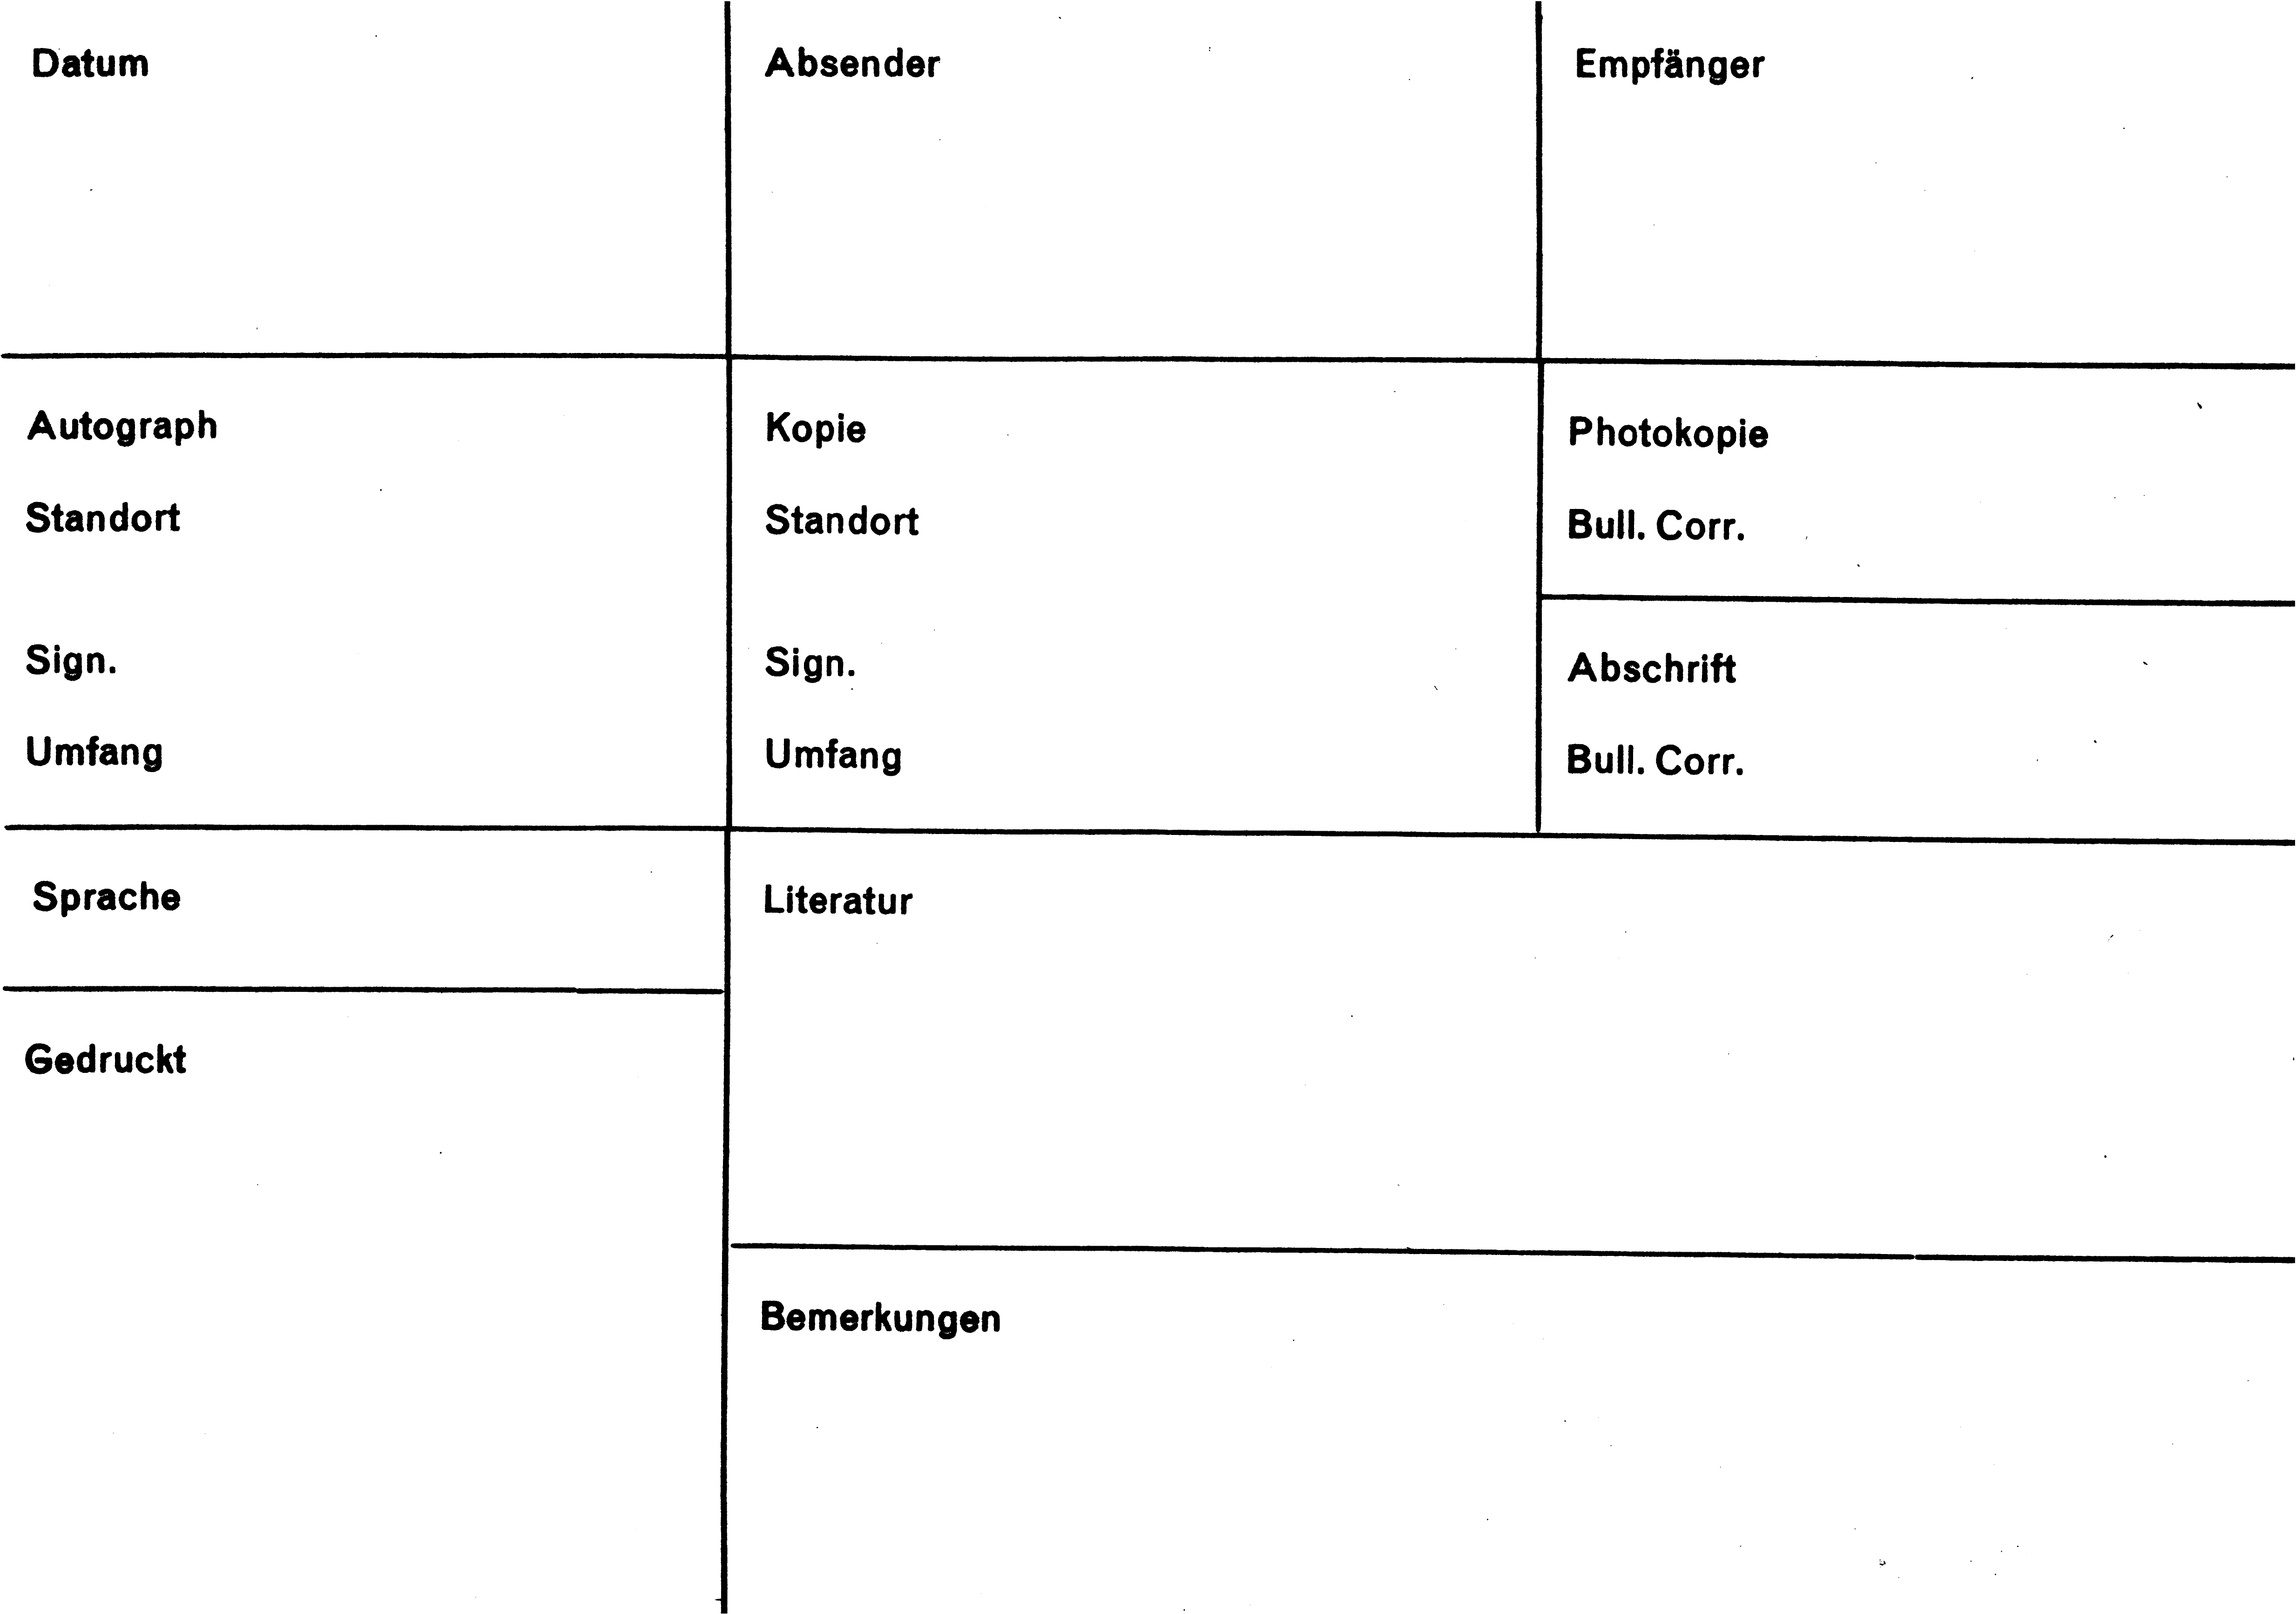 Datum
Absender
Empfänger
Autograph
Standort
Sign.
Umfang
Kopie
Standort
Sign.
Umfang
Photokopie
Bull. Corr.
Abschrift
Bull. Corr.
Sprache
Gedruckt
Literatur
Bemerkungen